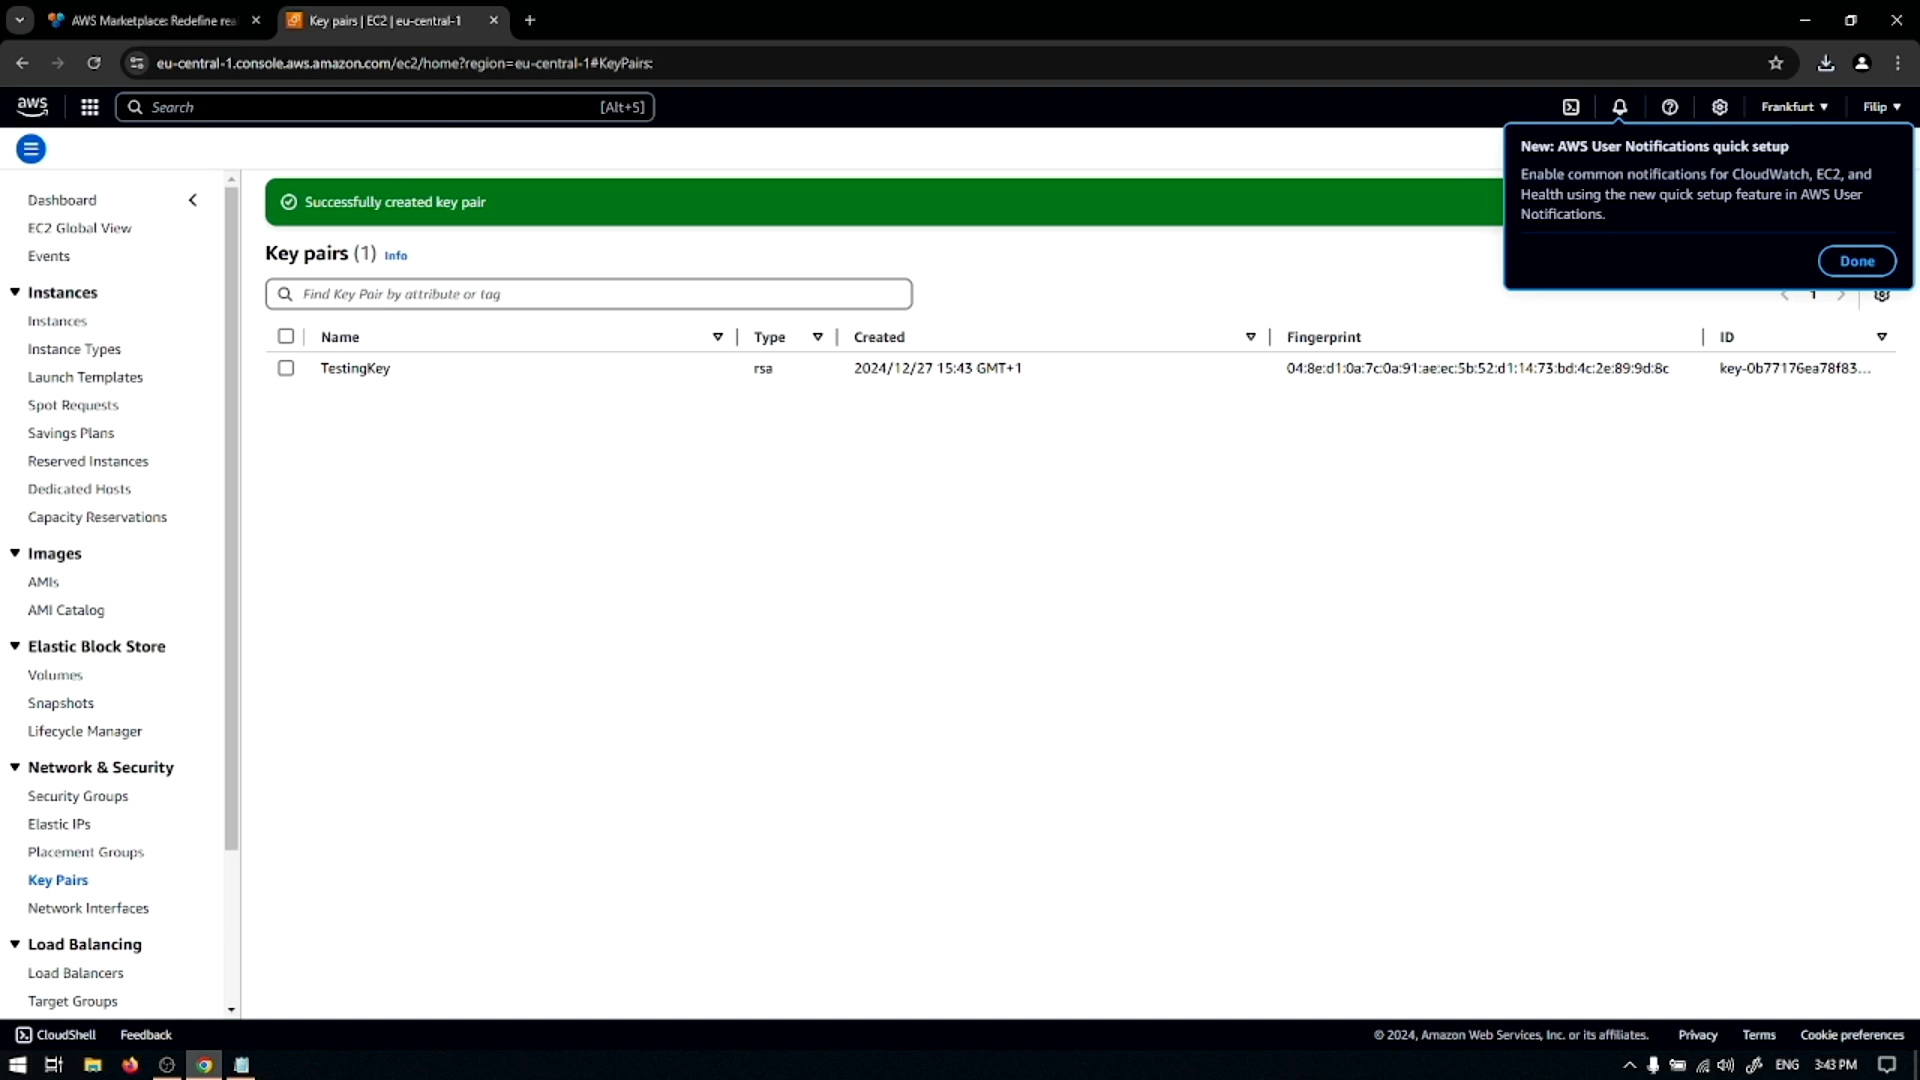 AWS Marketplace: Redefine rea
Key pairs | EC2 | eu-central-1
eu-central-1.console.aws.amazon.com/ec2/home?region=eu-central-1#KeyPairs:
aws
Search
[Alt+S]
Frankfurt
Filip
New: AWS User Notifications quick setup
Enable common notifications for CloudWatch, EC2, and
Health using the new quick setup feature in AWS User
Notifications.
Done
Dashboard
EC2 Global View
Events
Instances
Instances
Instance Types
Launch Templates
Spot Requests
Savings Plans
Reserved Instances
Dedicated Hosts
Capacity Reservations
Images
AMIs
AMI Catalog
Elastic Block Store
Volumes
Snapshots
Lifecycle Manager
Network & Security
Security Groups
Elastic IPs
Placement Groups
Key Pairs
Network Interfaces
Load Balancing
Load Balancers
Target Groups
Successfully created key pair
Key pairs (1) Info
Find Key Pair by attribute or tag
1
Name Type Created Fingerprint ID
TestingKey rsa 2024/12/27 15:43 GMT+1 04:8e:d1:0a:7c:0a:91:ae:ec:5b:52:d1:14:73:bd:4c:2e:89:9d:8c key-0b77176ea78f83...
CloudShell Feedback
© 2024, Amazon Web Services, Inc. or its affiliates. Privacy Terms Cookie preferences
ENG 3:43 PM